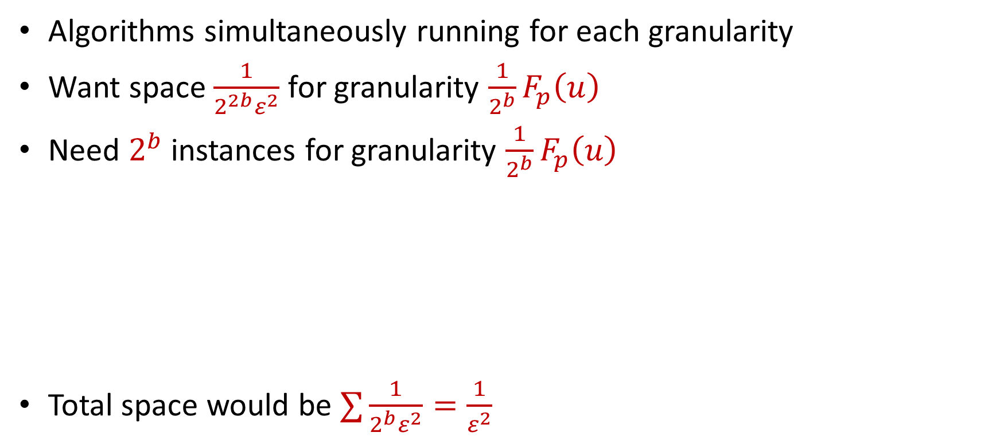 • Algorithms simultaneously running for each granularity
• Want space $\frac{1}{2^{2b}\varepsilon^2}$ for granularity $\frac{1}{2^b}F_p(u)$
• Need $2^b$ instances for granularity $\frac{1}{2^b}F_p(u)$
• Total space would be $\sum \frac{1}{2^b\varepsilon^2} = \frac{1}{\varepsilon^2}$